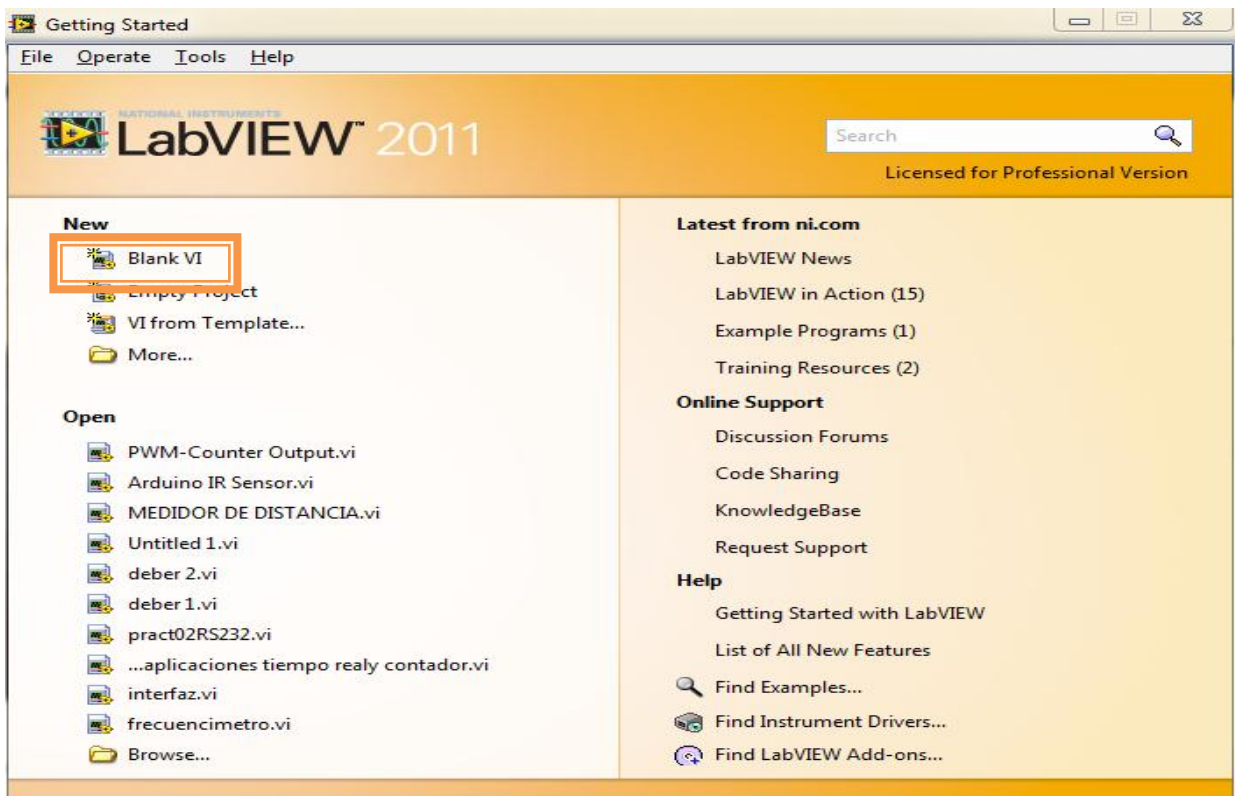 Getting Started
File Operate Tools Help
NATIONAL INSTRUMENTS
LabVIEW™ 2011
Search
Licensed for Professional Version
New
Blank VI
Empty Project
VI from Template...
More...
Open
PWM-Counter Output.vi
Arduino IR Sensor.vi
MEDIDOR DE DISTANCIA.vi
Untitled 1.vi
deber 2.vi
deber 1.vi
pract02RS232.vi
...aplicaciones tiempo realy contador.vi
interfaz.vi
frecuencimetro.vi
Browse...
Latest from ni.com
LabVIEW News
LabVIEW in Action (15)
Example Programs (1)
Training Resources (2)
Online Support
Discussion Forums
Code Sharing
KnowledgeBase
Request Support
Help
Getting Started with LabVIEW
List of All New Features
Find Examples...
Find Instrument Drivers...
Find LabVIEW Add-ons...